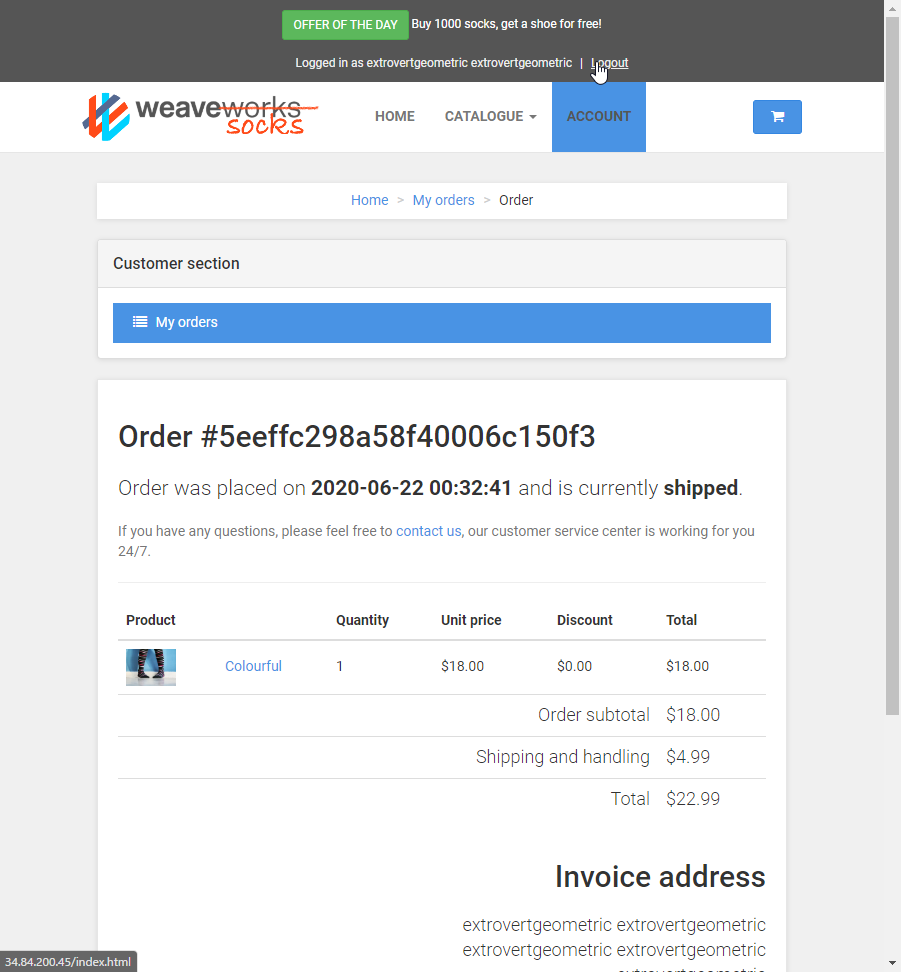 OFFER OF THE DAY Buy 1000 socks, get a shoe for free!
Logged in as extrovertgeometric extrovertgeometric | Logout
weaveworks
socks
HOME CATALOGUE ACCOUNT
Home > My orders > Order
Customer section
My orders
Order #5eeffc298a58f40006c150f3
Order was placed on 2020-06-22 00:32:41 and is currently shipped.
If you have any questions, please feel free to contact us, our customer service center is working for you
24/7.
Product Quantity Unit price Discount Total
Colourful 1 $18.00 $0.00 $18.00
Order subtotal $18.00
Shipping and handling $4.99
Total $22.99
Invoice address
extrovertgeometric extrovertgeometric
extrovertgeometric extrovertgeometric
34.84.200.45/index.html